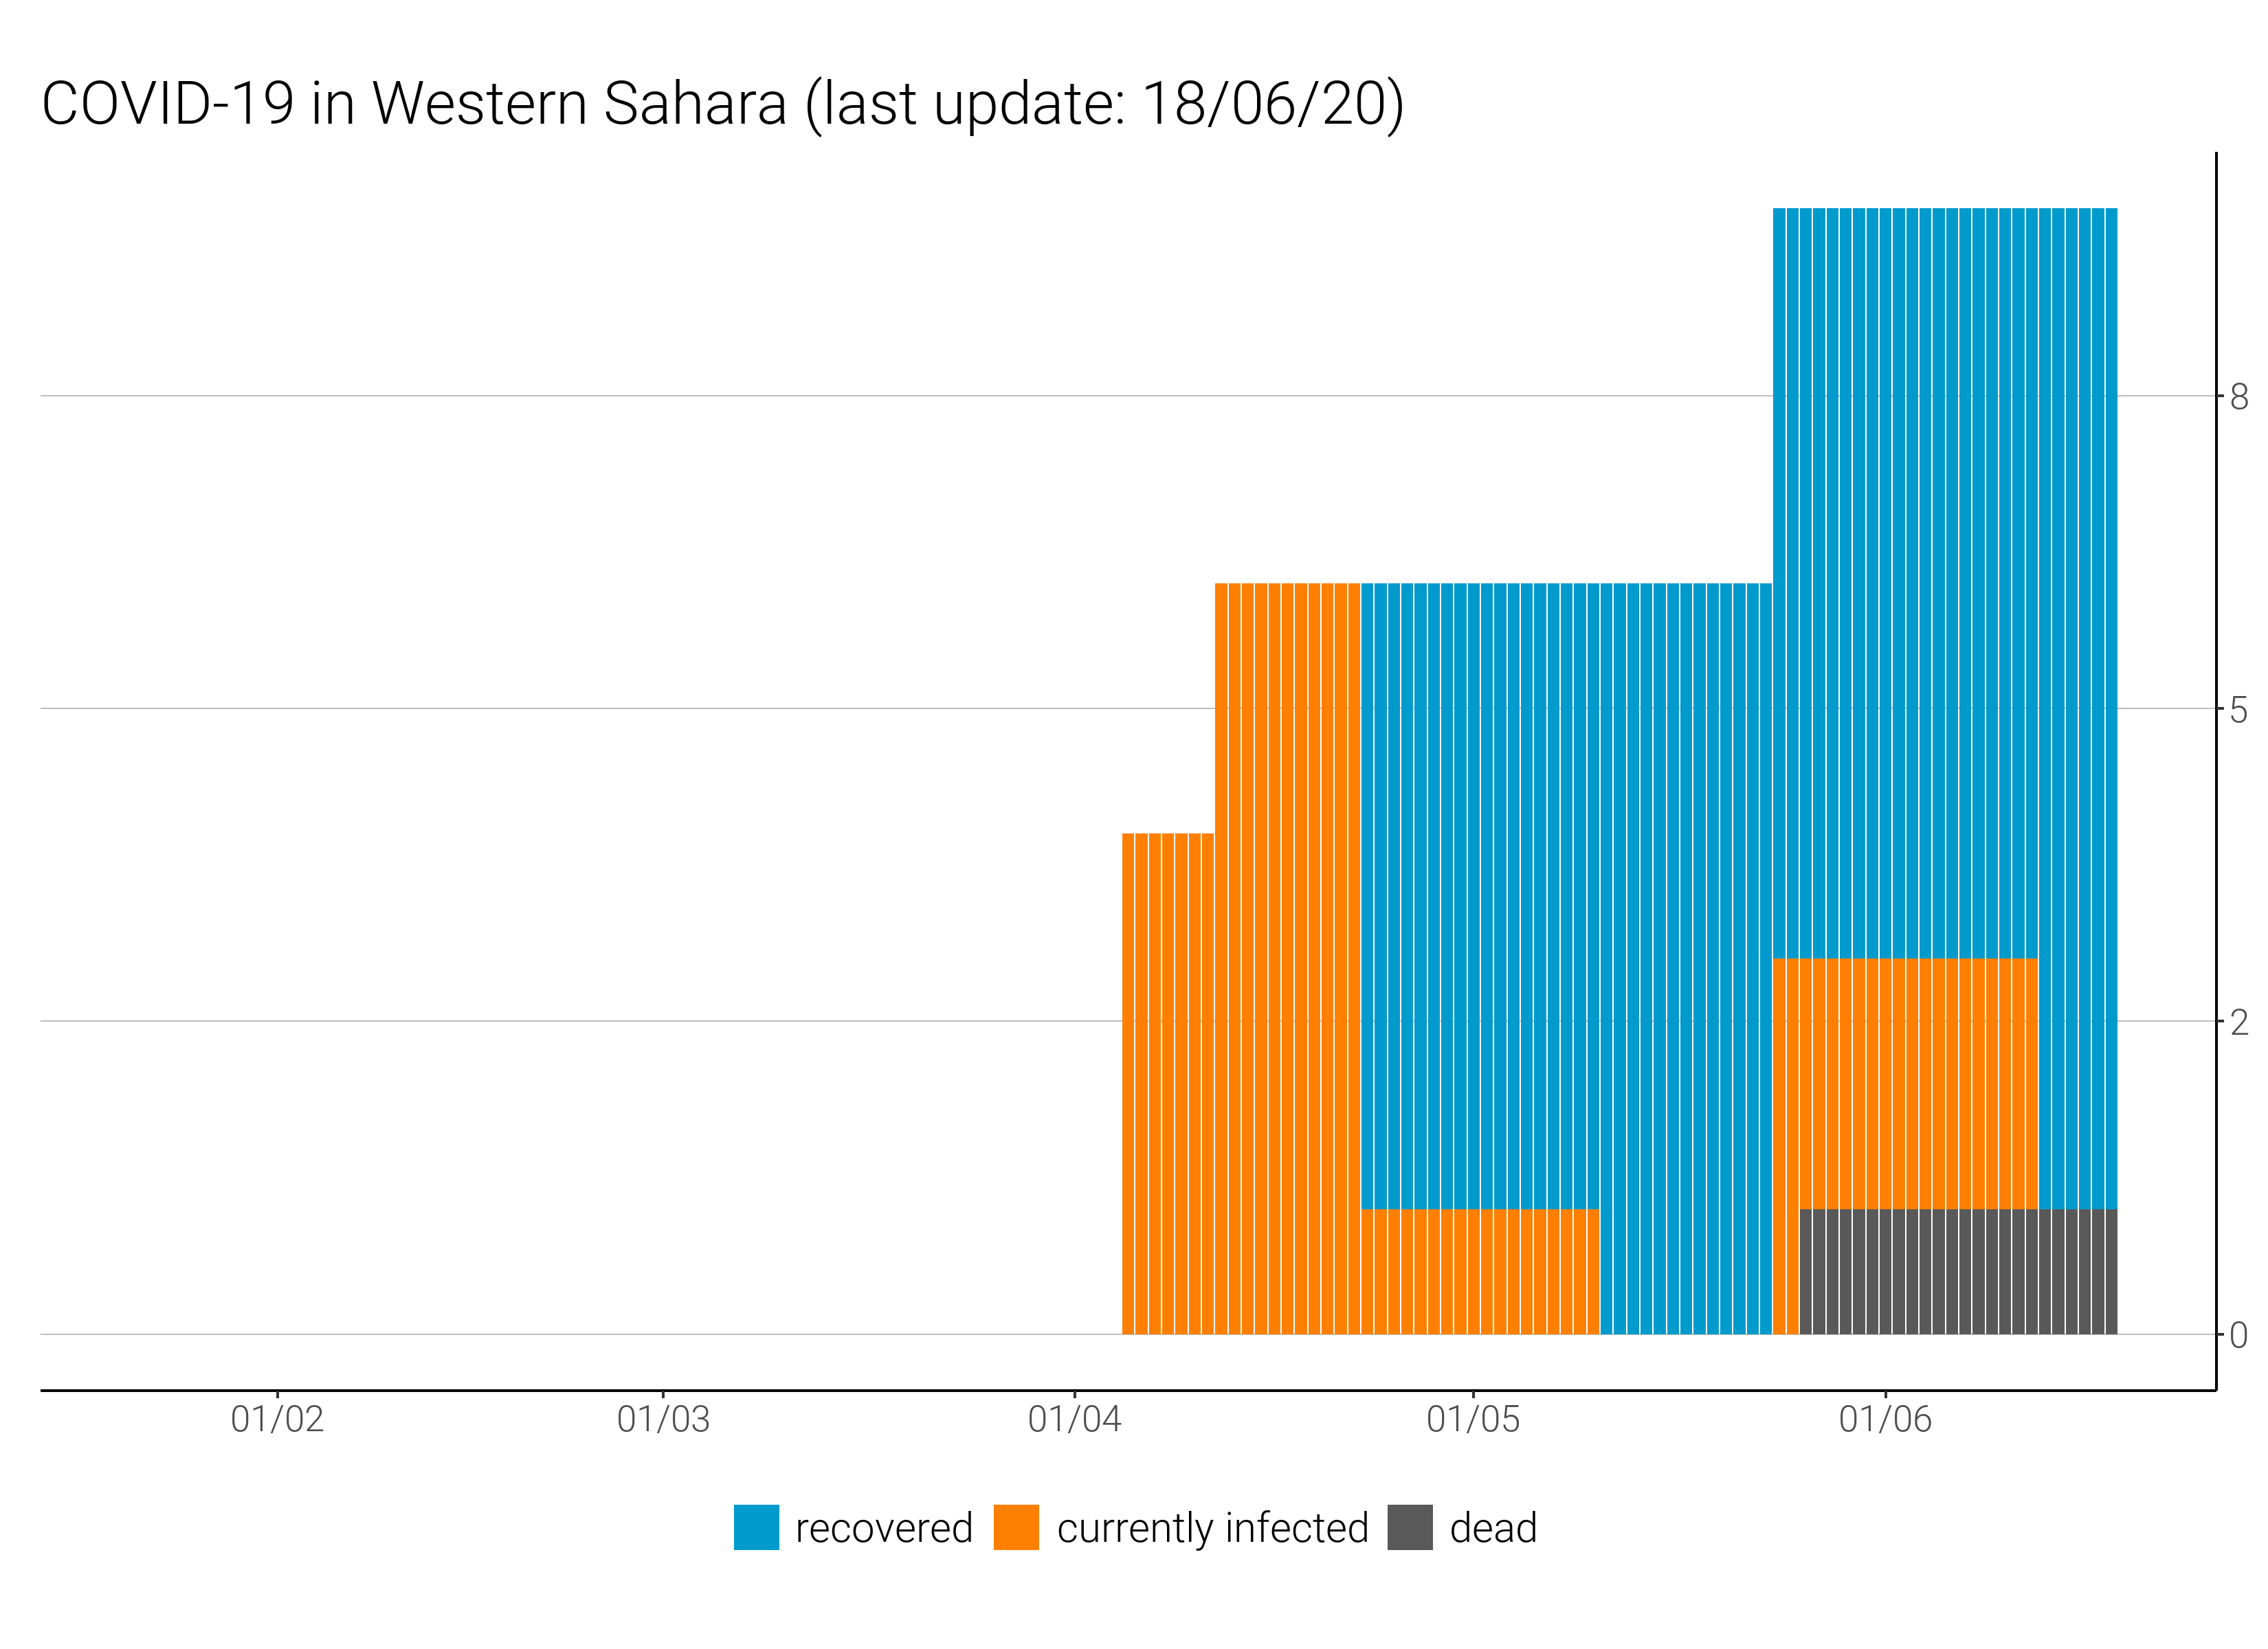 COVID-19 in Western Sahara (last update: 18/06/20)
8
5
2
0
01/02 01/03 01/04 01/05 01/06
recovered currently infected dead